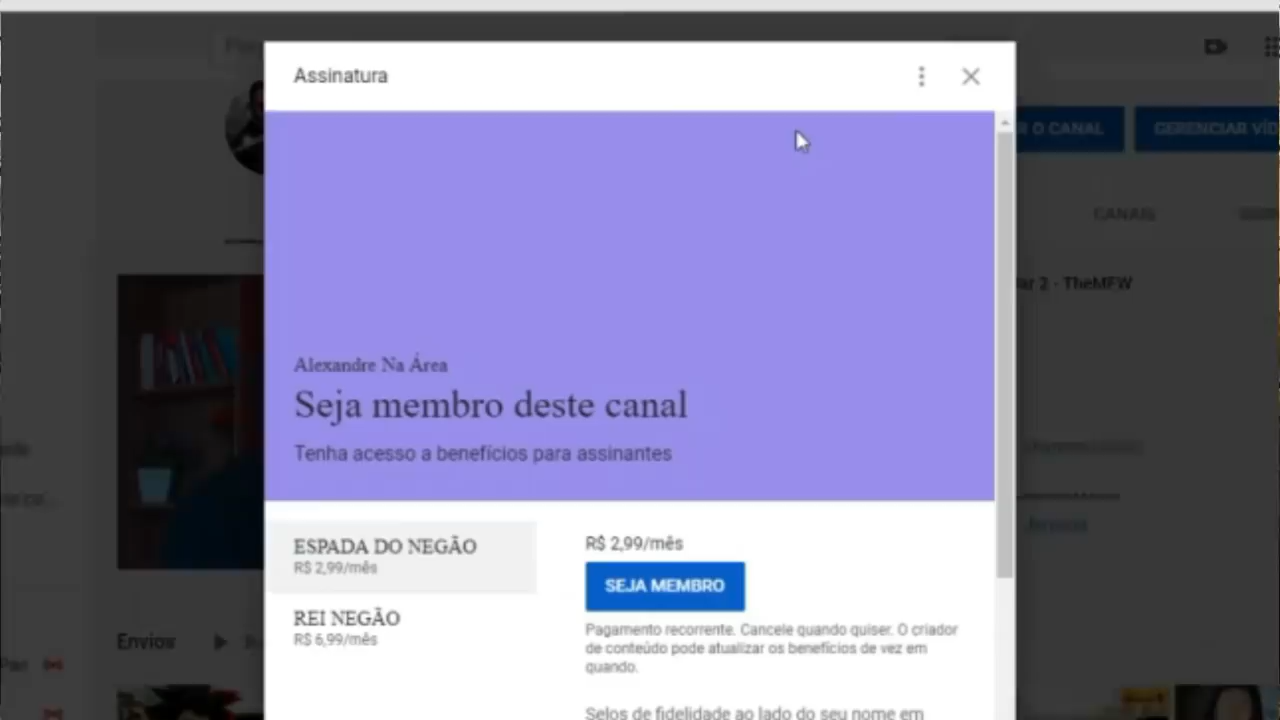 Assinatura
O CANAL
GERENCIAR VÍD
CANAIS
ar 2 - TheMFW
Alexandre Na Área
Seja membro deste canal
Tenha acesso a benefícios para assinantes
ESPADA DO NEGÃO
R$ 2,99/mês
REI NEGÃO
R$ 6,99/mês
R$ 2,99/mês
SEJA MEMBRO
Pagamento recorrente. Cancele quando quiser. O criador
de conteúdo pode atualizar os benefícios de vez em
quando.
Selos de fidelidade ao lado do seu nome em
Envios